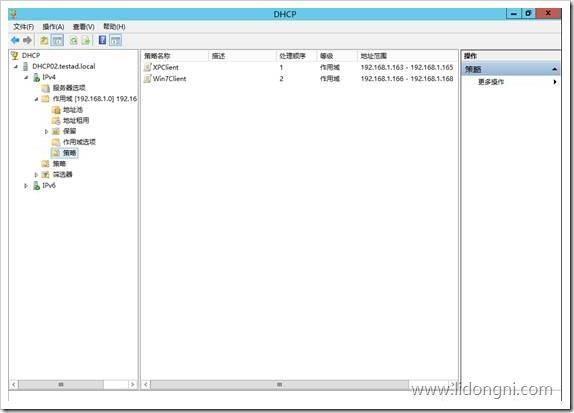 DHCP
文件(F) 操作(A) 查看(V) 帮助(H)
DHCP
DHCP02.testad.local
IPv4
服务器选项
作用域 [192.168.1.0] 192.16
地址池
地址租用
保留
作用域选项
策略
策略
筛选器
IPv6
策略名称 描述 处理顺序 等级 地址范围
XPClient 1 作用域 192.168.1.163 - 192.168.1.165
Win7Client 2 作用域 192.168.1.166 - 192.168.1.168
操作
策略
更多操作
www.lidongni.com